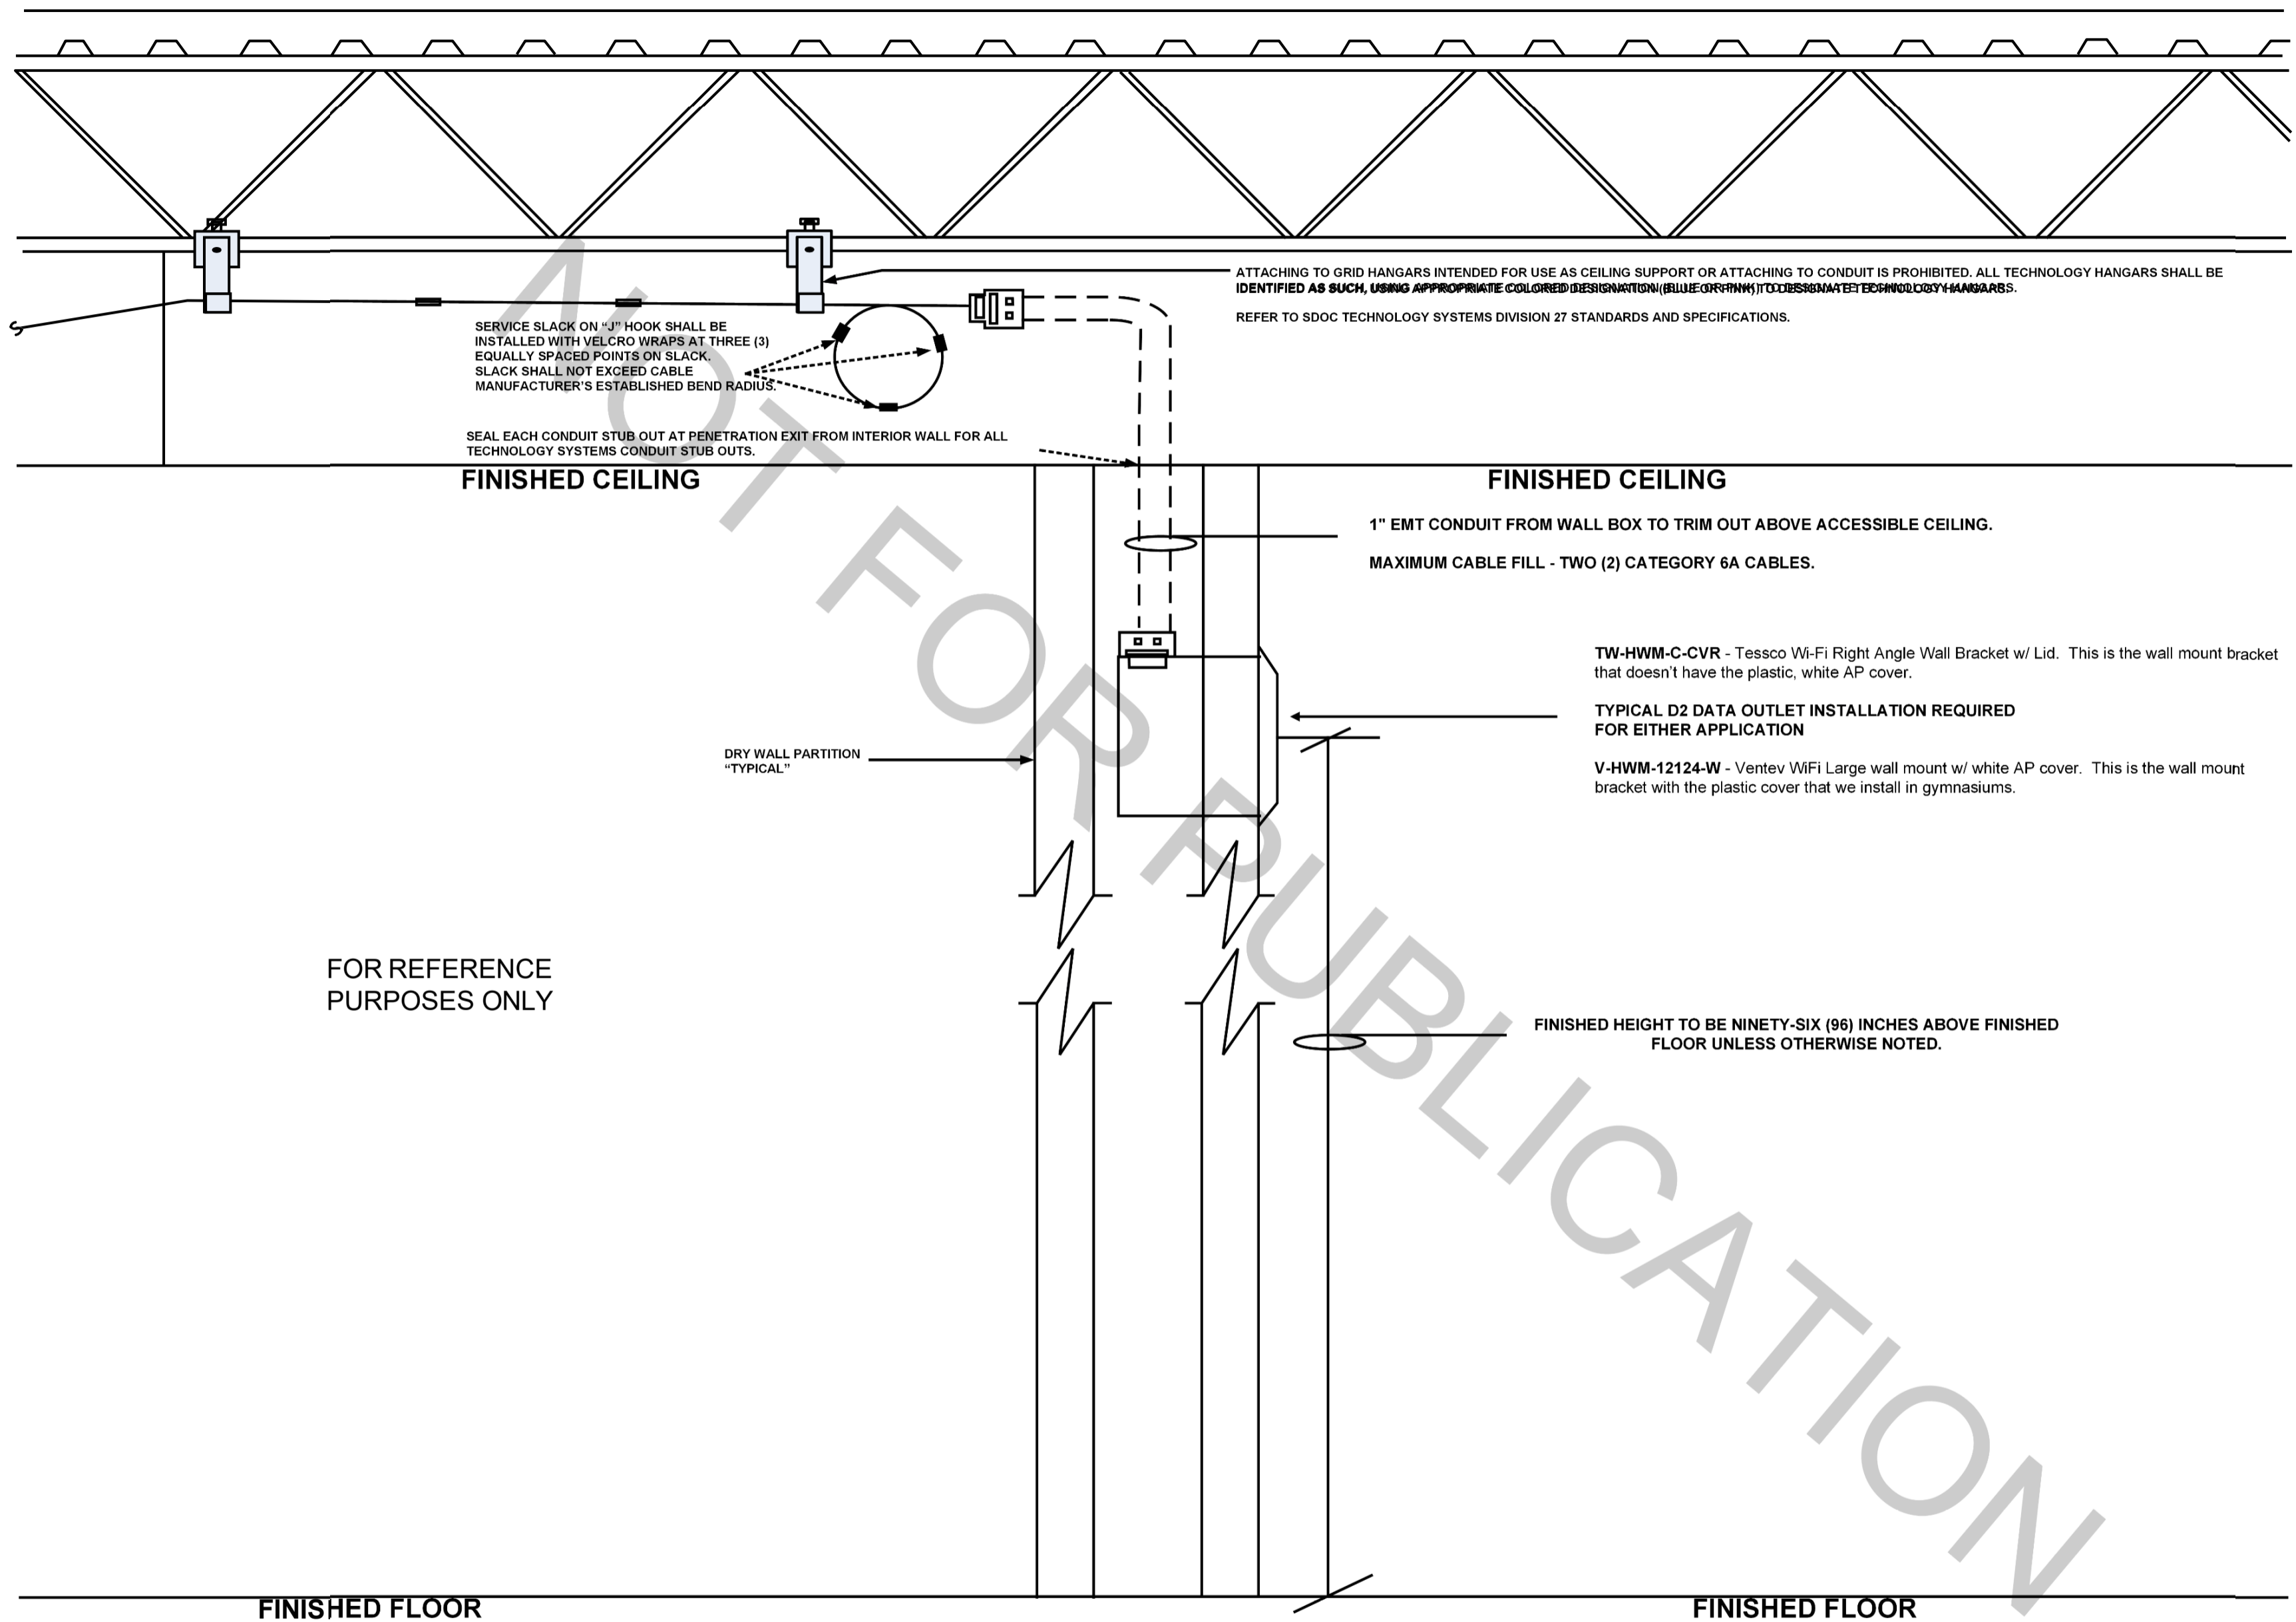 ATTACHING TO GRID HANGARS INTENDED FOR USE AS CEILING SUPPORT OR ATTACHING TO CONDUIT IS PROHIBITED. ALL TECHNOLOGY HANGARS SHALL BE
IDENTIFIED AS SUCH, USING APPROPRIATE COLORED DESIGNATION (BLUE OR PINK) TO DESIGNATE TECHNOLOGY HANGARS.
REFER TO SDOC TECHNOLOGY SYSTEMS DIVISION 27 STANDARDS AND SPECIFICATIONS.
SERVICE SLACK ON “J” HOOK SHALL BE
INSTALLED WITH VELCRO WRAPS AT THREE (3)
EQUALLY SPACED POINTS ON SLACK.
SLACK SHALL NOT EXCEED CABLE
MANUFACTURER’S ESTABLISHED BEND RADIUS.
SEAL EACH CONDUIT STUB OUT AT PENETRATION EXIT FROM INTERIOR WALL FOR ALL
TECHNOLOGY SYSTEMS CONDUIT STUB OUTS.
FINISHED CEILING
FINISHED CEILING
1" EMT CONDUIT FROM WALL BOX TO TRIM OUT ABOVE ACCESSIBLE CEILING.
MAXIMUM CABLE FILL - TWO (2) CATEGORY 6A CABLES.
TW-HWM-C-CVR - Tessco Wi-Fi Right Angle Wall Bracket w/ Lid. This is the wall mount bracket
that doesn’t have the plastic, white AP cover.
TYPICAL D2 DATA OUTLET INSTALLATION REQUIRED
FOR EITHER APPLICATION
V-HWM-12124-W - Ventev WiFi Large wall mount w/ white AP cover. This is the wall mount
bracket with the plastic cover that we install in gymnasiums.
DRY WALL PARTITION
“TYPICAL”
FOR REFERENCE
PURPOSES ONLY
FINISHED HEIGHT TO BE NINETY-SIX (96) INCHES ABOVE FINISHED
FLOOR UNLESS OTHERWISE NOTED.
FINISHED FLOOR
FINISHED FLOOR
NOT FOR PUBLICATION